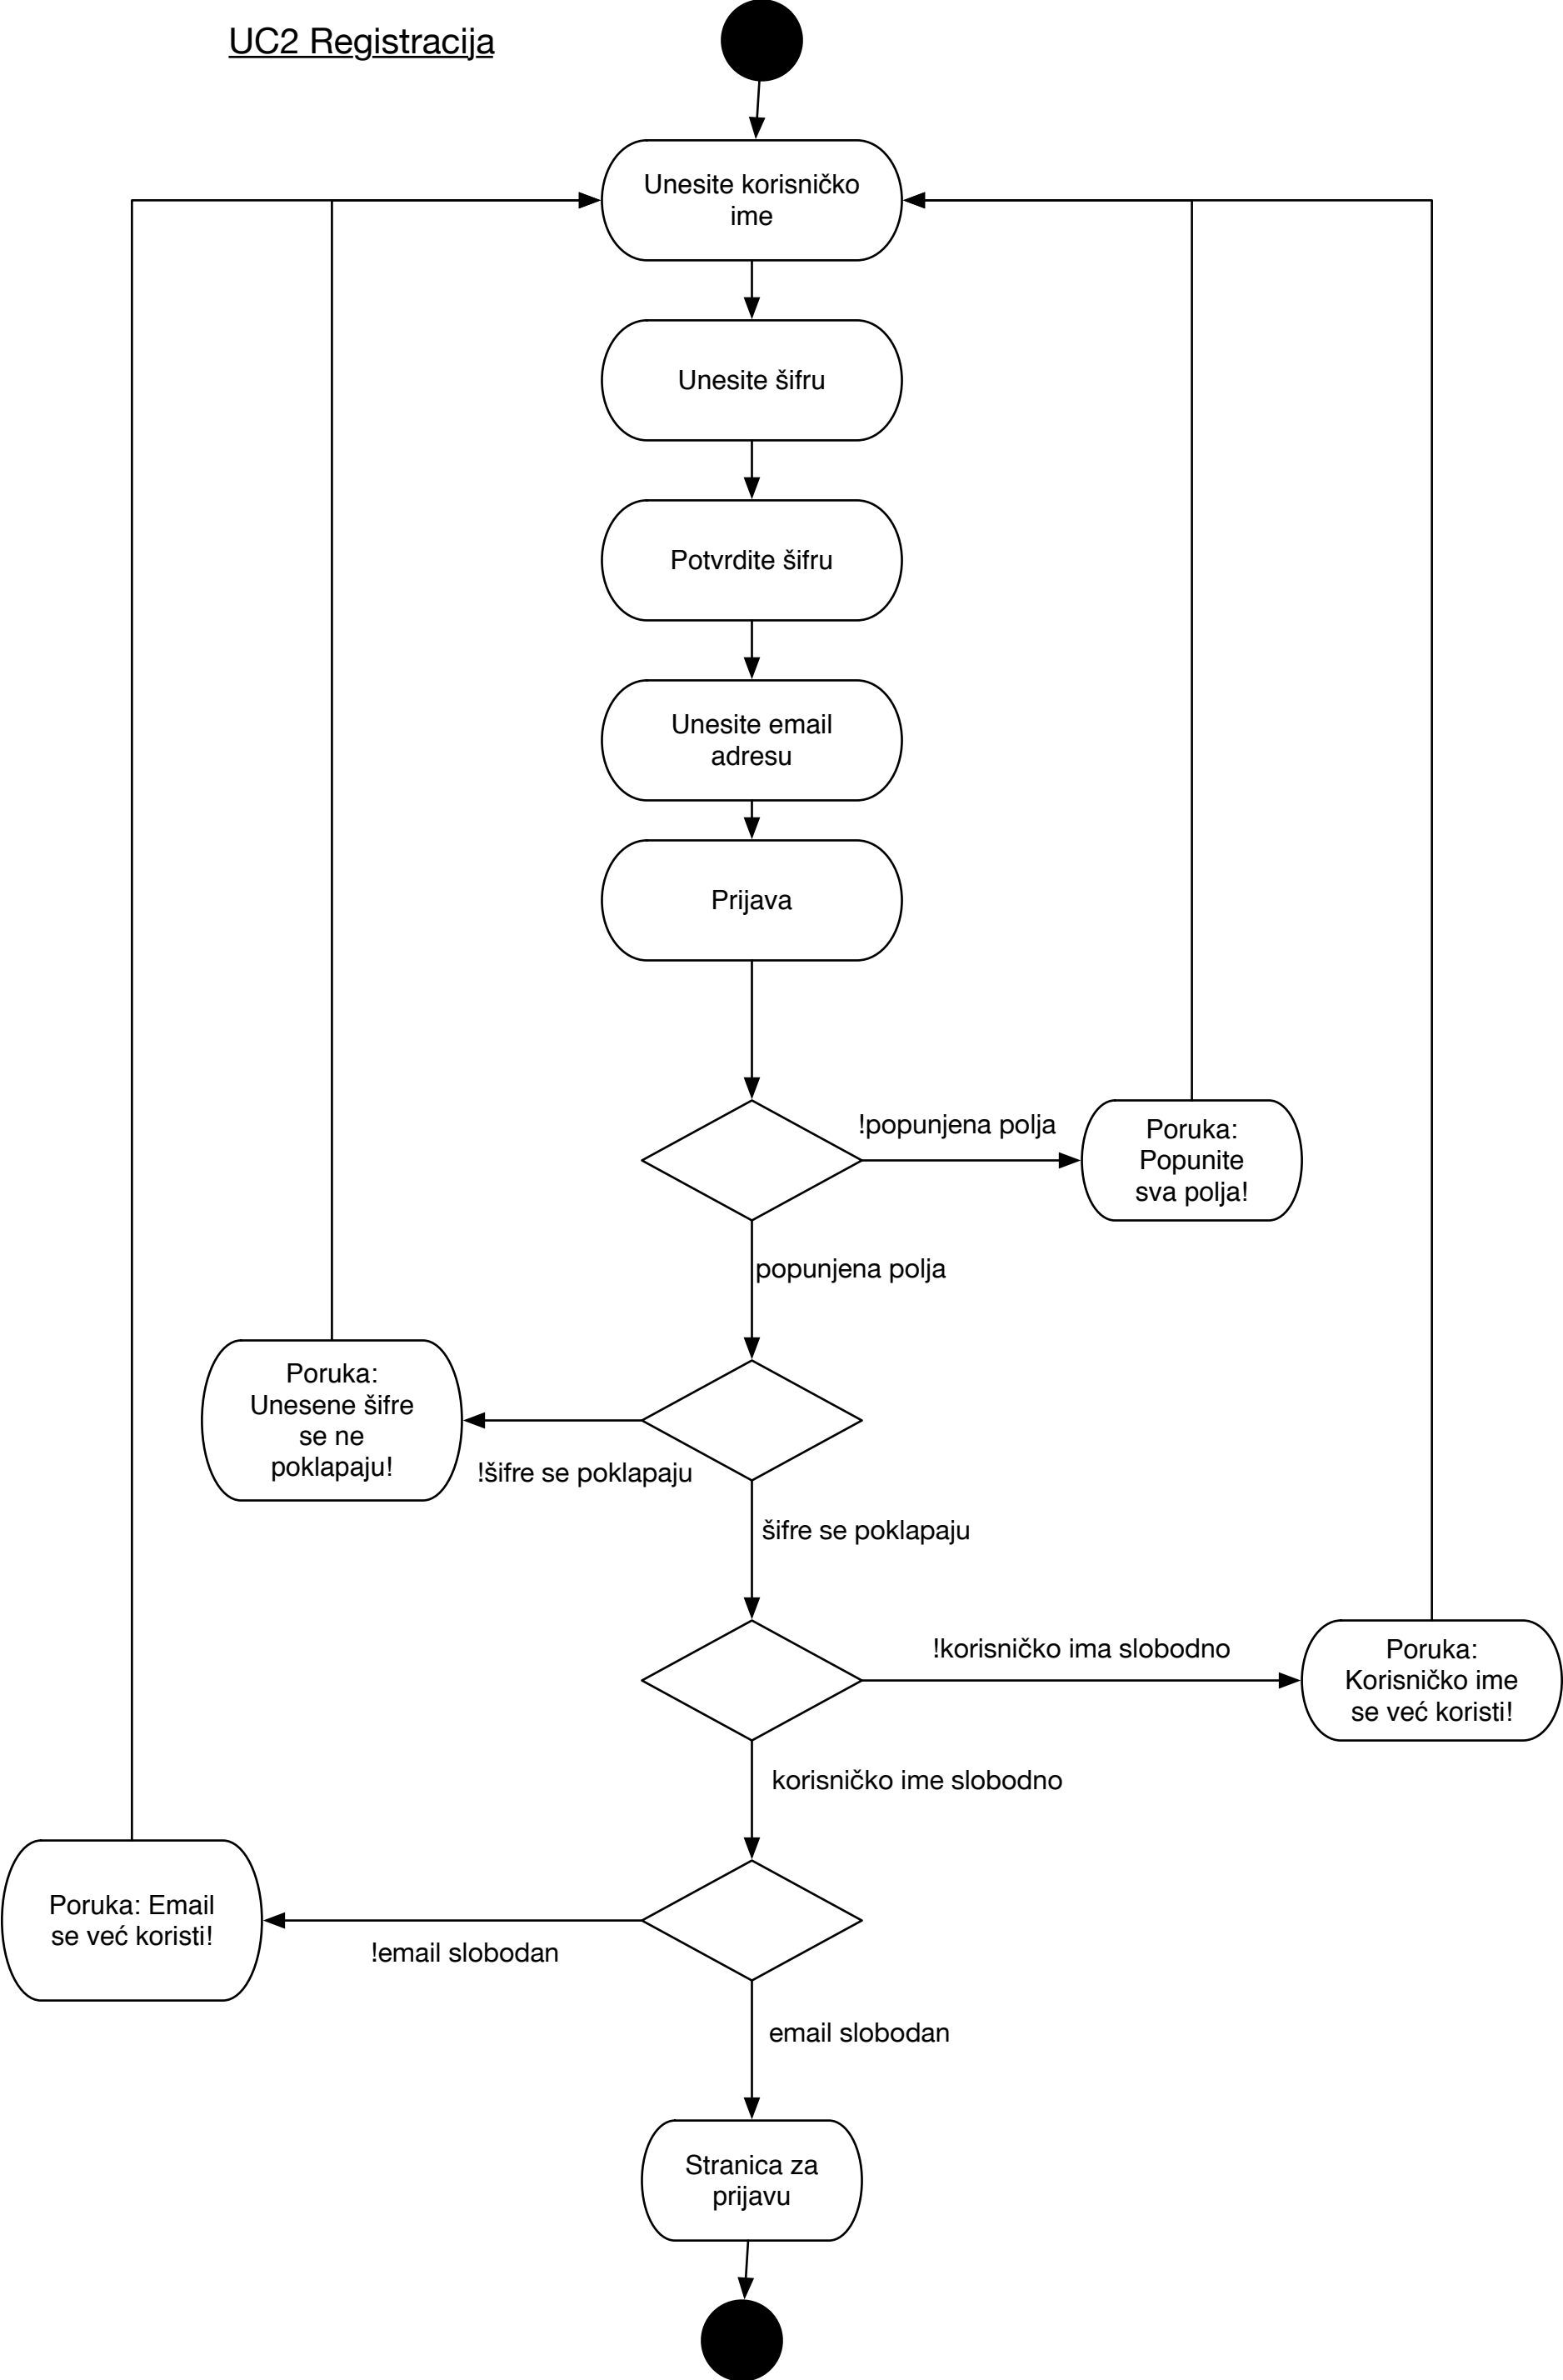 UC2 Registracija
Unesite korisničko
ime
Unesite šifru
Potvrdite šifru
Unesite email
adresu
Prijava
!popunjena polja
Poruka:
Popunite
sva polja!
popunjena polja
Poruka:
Unesene šifre
se ne
poklapaju!
!šifre se poklapaju
šifre se poklapaju
!korisničko ima slobodno
Poruka:
Korisničko ime
se već koristi!
korisničko ime slobodno
Poruka: Email
se već koristi!
!email slobodan
email slobodan
Stranica za
prijavu